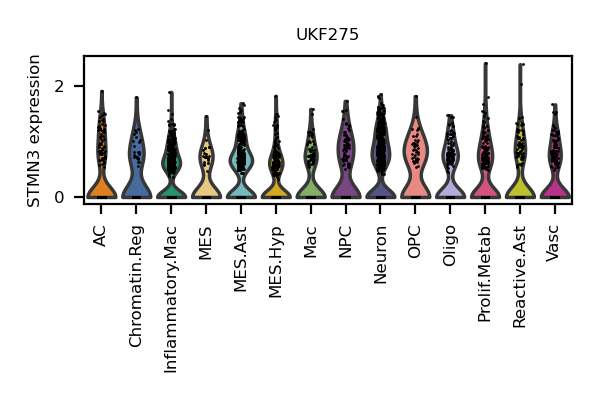 UKF275
STMN3 expression
2
0
AC
Chromatin.Reg
Inflammatory.Mac
MES
MES.Ast
MES.Hyp
Mac
NPC
Neuron
OPC
Oligo
Prolif.Metab
Reactive.Ast
Vasc